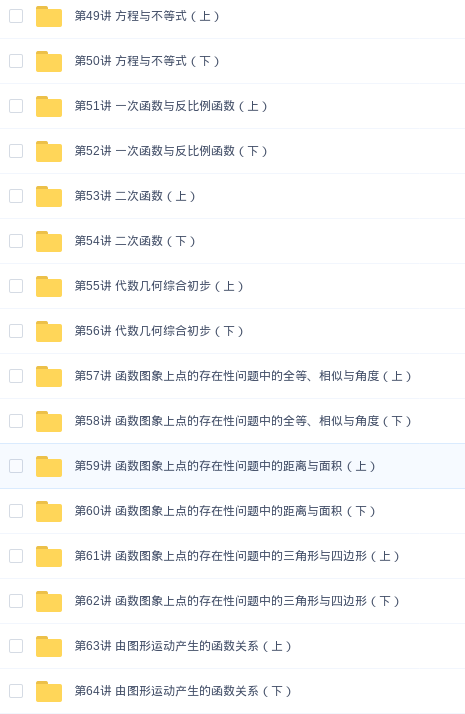 第49讲 方程与不等式（上）
第50讲 方程与不等式（下）
第51讲 一次函数与反比例函数（上）
第52讲 一次函数与反比例函数（下）
第53讲 二次函数（上）
第54讲 二次函数（下）
第55讲 代数几何综合初步（上）
第56讲 代数几何综合初步（下）
第57讲 函数图象上点的存在性问题中的全等、相似与角度（上）
第58讲 函数图象上点的存在性问题中的全等、相似与角度（下）
第59讲 函数图象上点的存在性问题中的距离与面积（上）
第60讲 函数图象上点的存在性问题中的距离与面积（下）
第61讲 函数图象上点的存在性问题中的三角形与四边形（上）
第62讲 函数图象上点的存在性问题中的三角形与四边形（下）
第63讲 由图形运动产生的函数关系（上）
第64讲 由图形运动产生的函数关系（下）